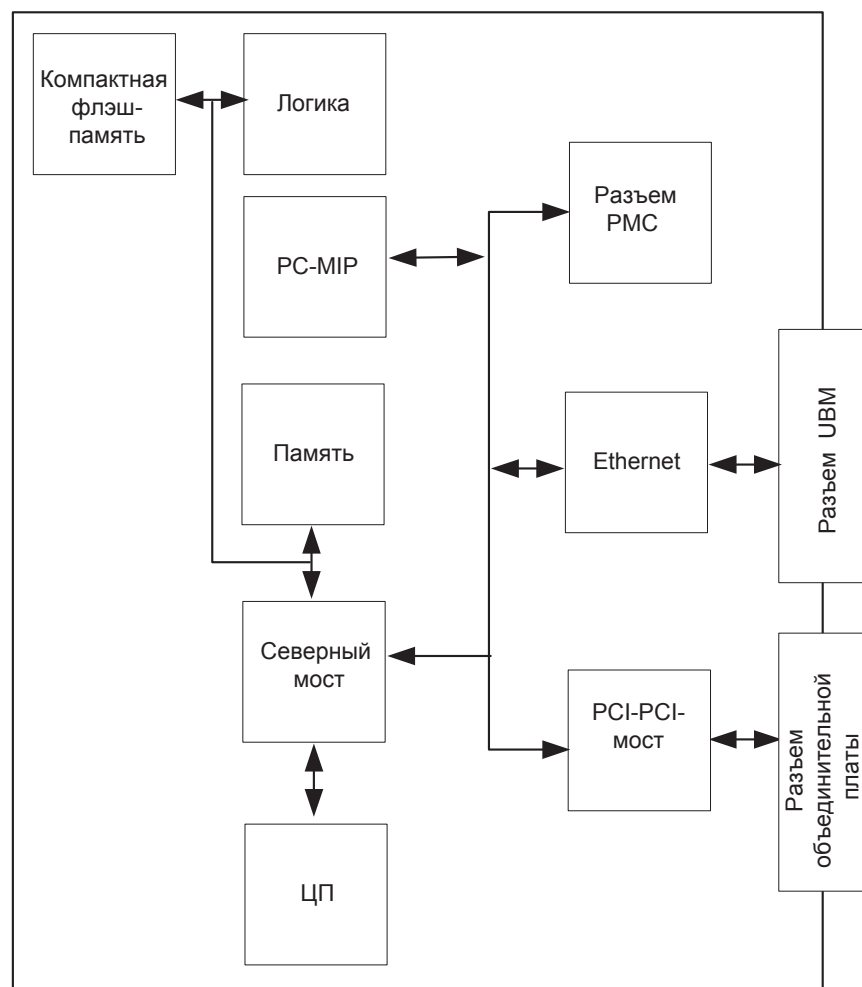 Компактная
флэш-
память
Логика
PC-MIP
Разъем
PMC
Память
Ethernet
Разъем UBM
Северный
мост
PCI-PCI-
мост
Разъем
объединительной
платы
ЦП